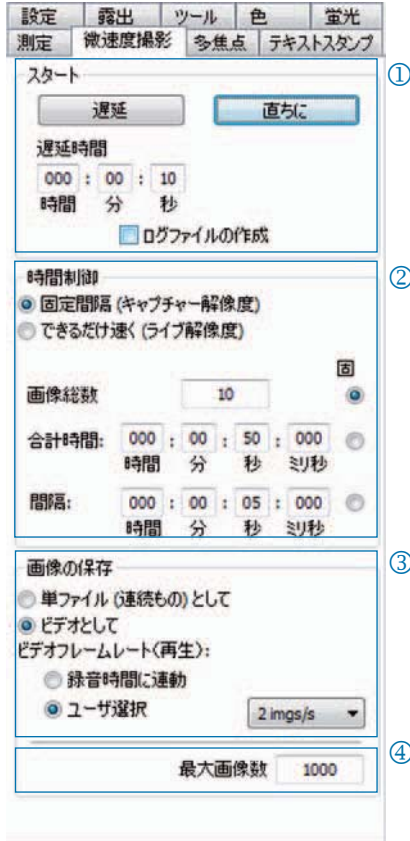 設定 露出 ツール 色 蛍光
測定 微速度撮影 多焦点 テキストスタンプ
スタート ①
遅延 直ちに
遅延時間
000 : 00 : 10
時間 分 秒
ログファイルの作成
時間制御 ②
固定間隔 (キャプチャー解像度)
できるだけ速く (ライブ解像度)
固
画像総数 10
合計時間: 000 : 00 : 50 : 000
時間 分 秒 ミリ秒
間隔: 000 : 00 : 05 : 000
時間 分 秒 ミリ秒
画像の保存 ③
単ファイル (連続もの) として
ビデオとして
ビデオフレームレート(再生):
録音時間に連動
ユーザ選択 2 imgs/s
④
最大画像数 1000